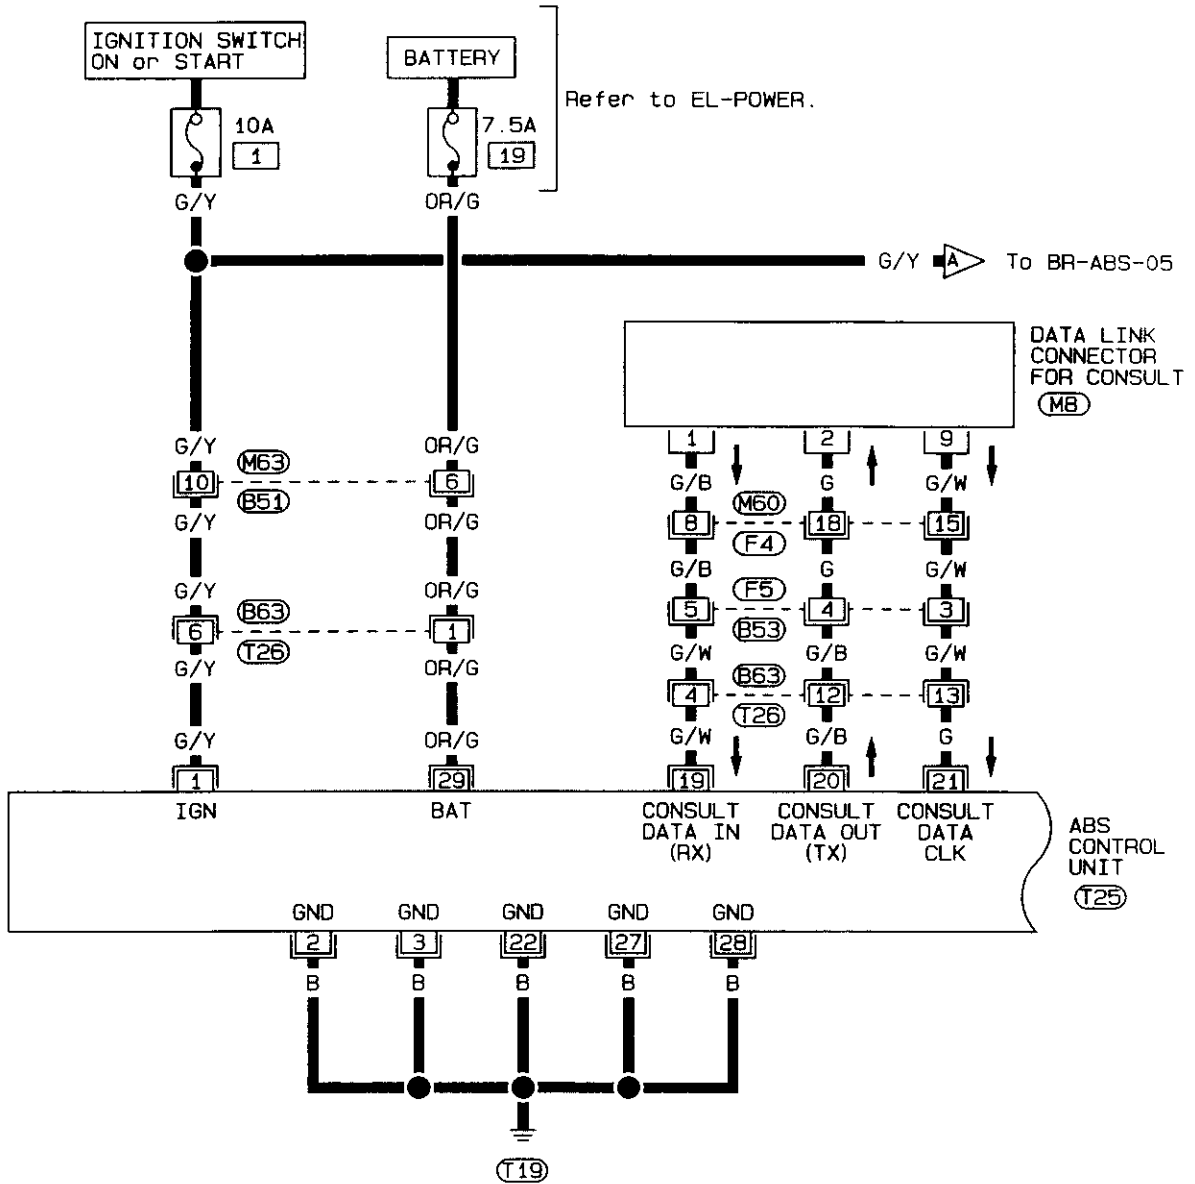 IGNITION SWITCH
ON or START
BATTERY
Refer to EL-POWER.
10A
1
7.5A
19
G/Y
OR/G
G/Y
A
To BR-ABS-05
DATA LINK
CONNECTOR
FOR CONSULT
M8
1
2
9
G/Y
M63
OR/G
10
6
B51
G/Y
OR/G
G/B
G
G/W
M60
8
18
15
F4
G/B
G
G/W
G/Y
OR/G
B63
6
1
T26
G/Y
OR/G
F5
5
4
3
B53
G/W
G/B
G/W
B63
4
12
13
T26
G/Y
OR/G
G/W
G/B
G
1
29
19
20
21
IGN
BAT
CONSULT
DATA IN
(RX)
CONSULT
DATA OUT
(TX)
CONSULT
DATA
CLK
ABS
CONTROL
UNIT
T25
GND
GND
GND
GND
GND
2
3
22
27
28
B
B
B
B
B
T19